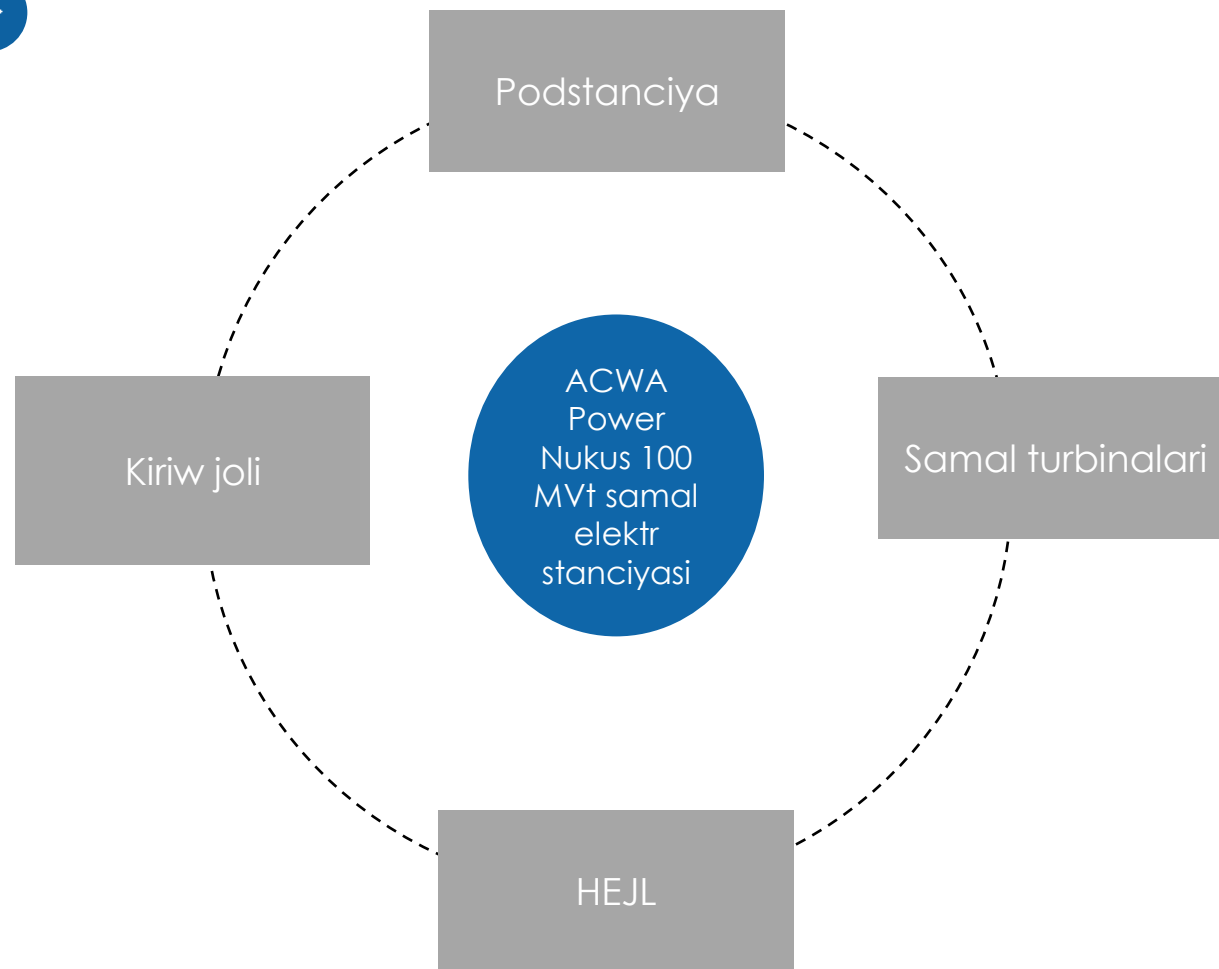 Podstanciya
ACWA
Power
Nukus 100
MVt samal
elektr
stanciyasi
Kiriw joli
Samal turbinalari
HEJL